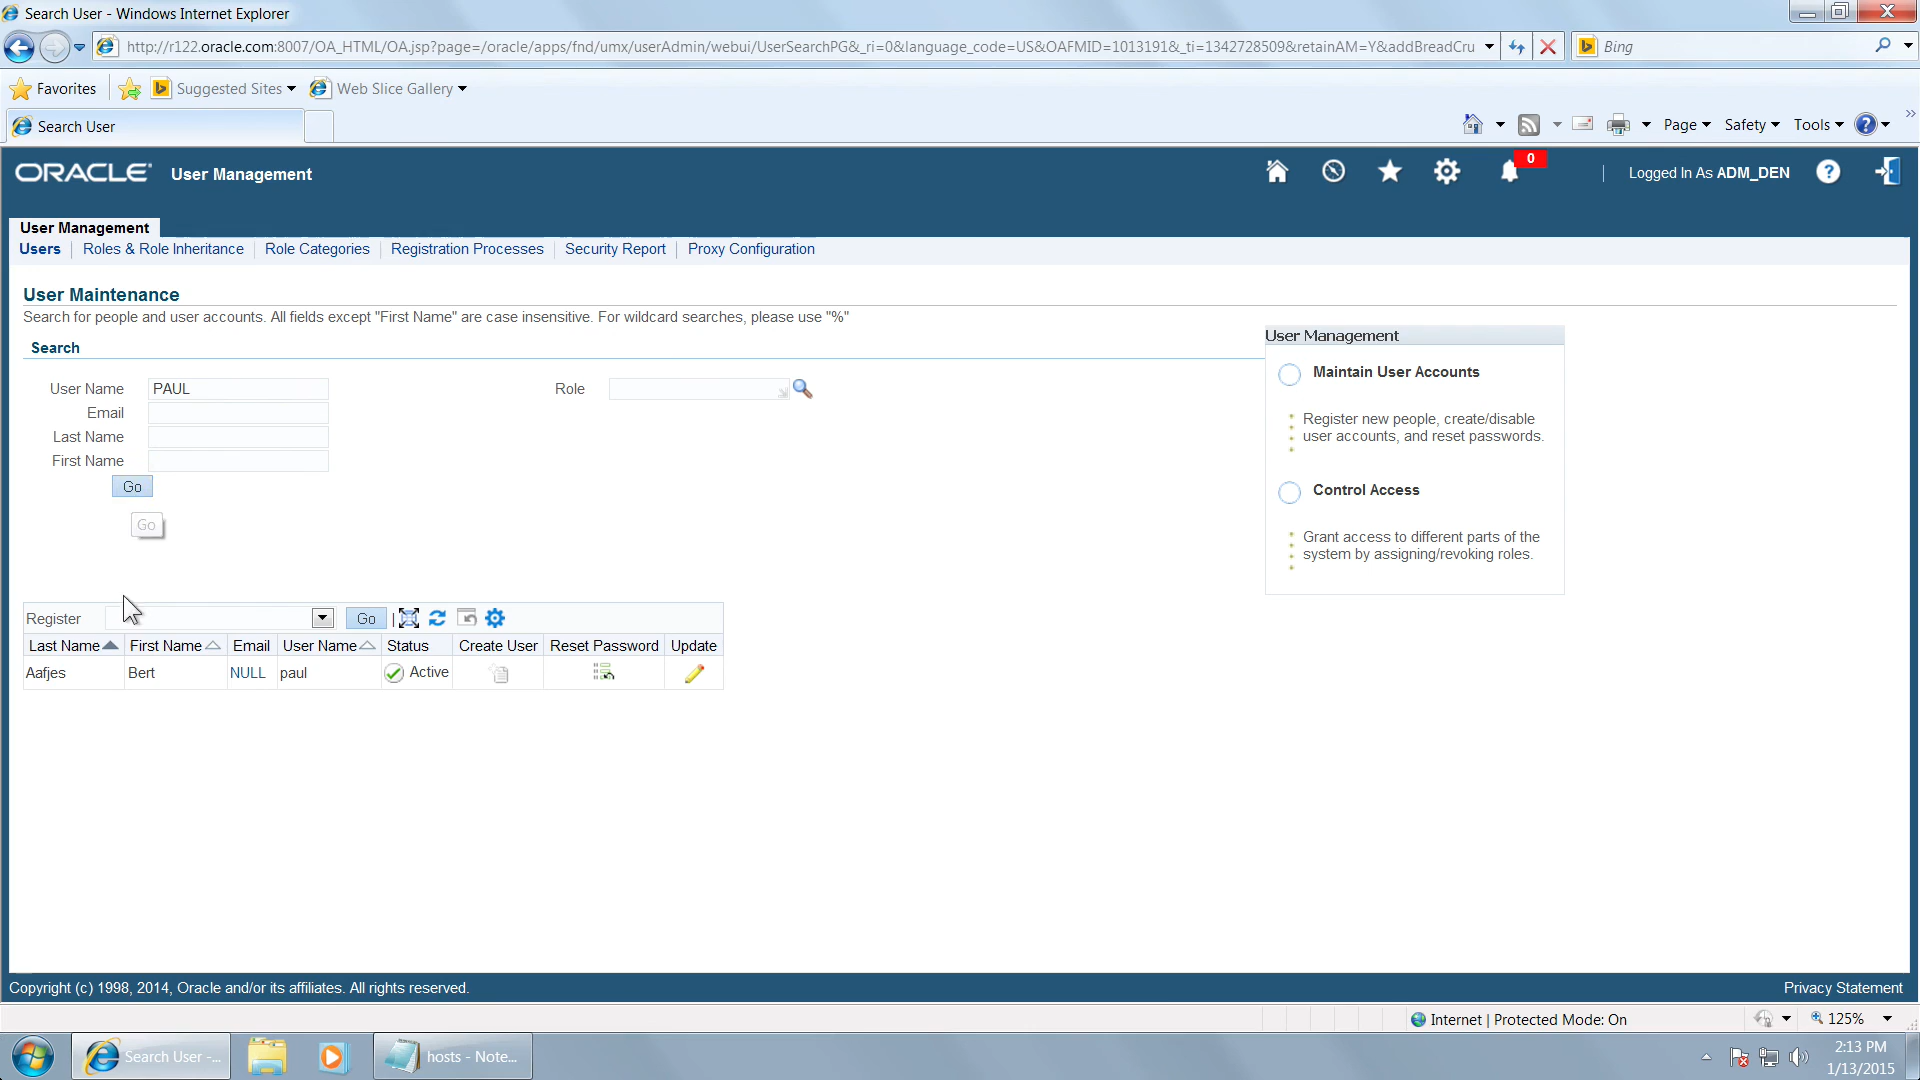 Search User - Windows Internet Explorer
http://r122.oracle.com:8007/OA_HTML/OA.jsp?page=/oracle/apps/fnd/umx/userAdmin/webui/UserSearchPG&_ri=0&language_code=US&OAFMID=1013191&_ti=1342728509&retainAM=Y&addBreadCru
Bing
Favorites
Suggested Sites
Web Slice Gallery
Search User
Page
Safety
Tools
ORACLE
User Management
0
Logged In As ADM_DEN
User Management
Users
Roles & Role Inheritance
Role Categories
Registration Processes
Security Report
Proxy Configuration
User Maintenance
Search for people and user accounts. All fields except "First Name" are case insensitive. For wildcard searches, please use "%"
Search
User Name PAUL
Role
Email
Last Name
First Name
Go
Go
User Management
Maintain User Accounts
Register new people, create/disable
user accounts, and reset passwords.
Control Access
Grant access to different parts of the
system by assigning/revoking roles.
Register
Go
Last Name First Name Email User Name Status Create User Reset Password Update
Aafjes Bert NULL paul Active
Copyright (c) 1998, 2014, Oracle and/or its affiliates. All rights reserved.
Privacy Statement
Internet | Protected Mode: On
125%
Search User -...
hosts - Note...
2:13 PM
1/13/2015